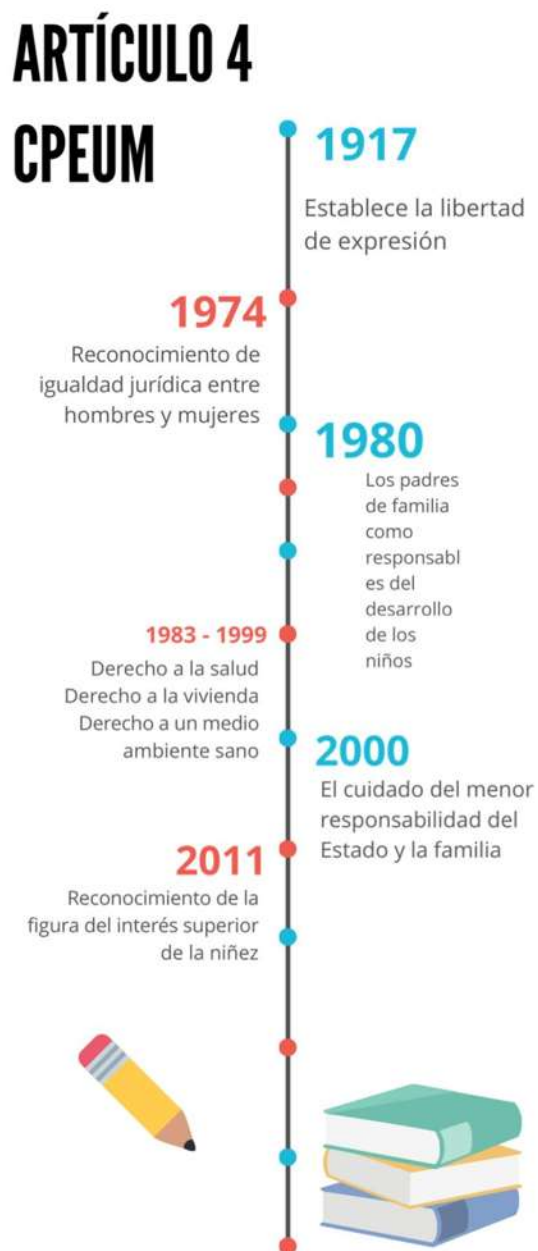 ARTÍCULO 4
CPEUM
1917
Establece la libertad
de expresión
1974
Reconocimiento de
igualdad jurídica entre
hombres y mujeres
1980
Los padres
de familia
como
responsabl
es del
desarrollo
de los
niños
1983 - 1999
Derecho a la salud
Derecho a la vivienda
Derecho a un medio
ambiente sano
2000
El cuidado del menor
responsabilidad del
Estado y la familia
2011
Reconocimiento de la
figura del interés superior
de la niñez